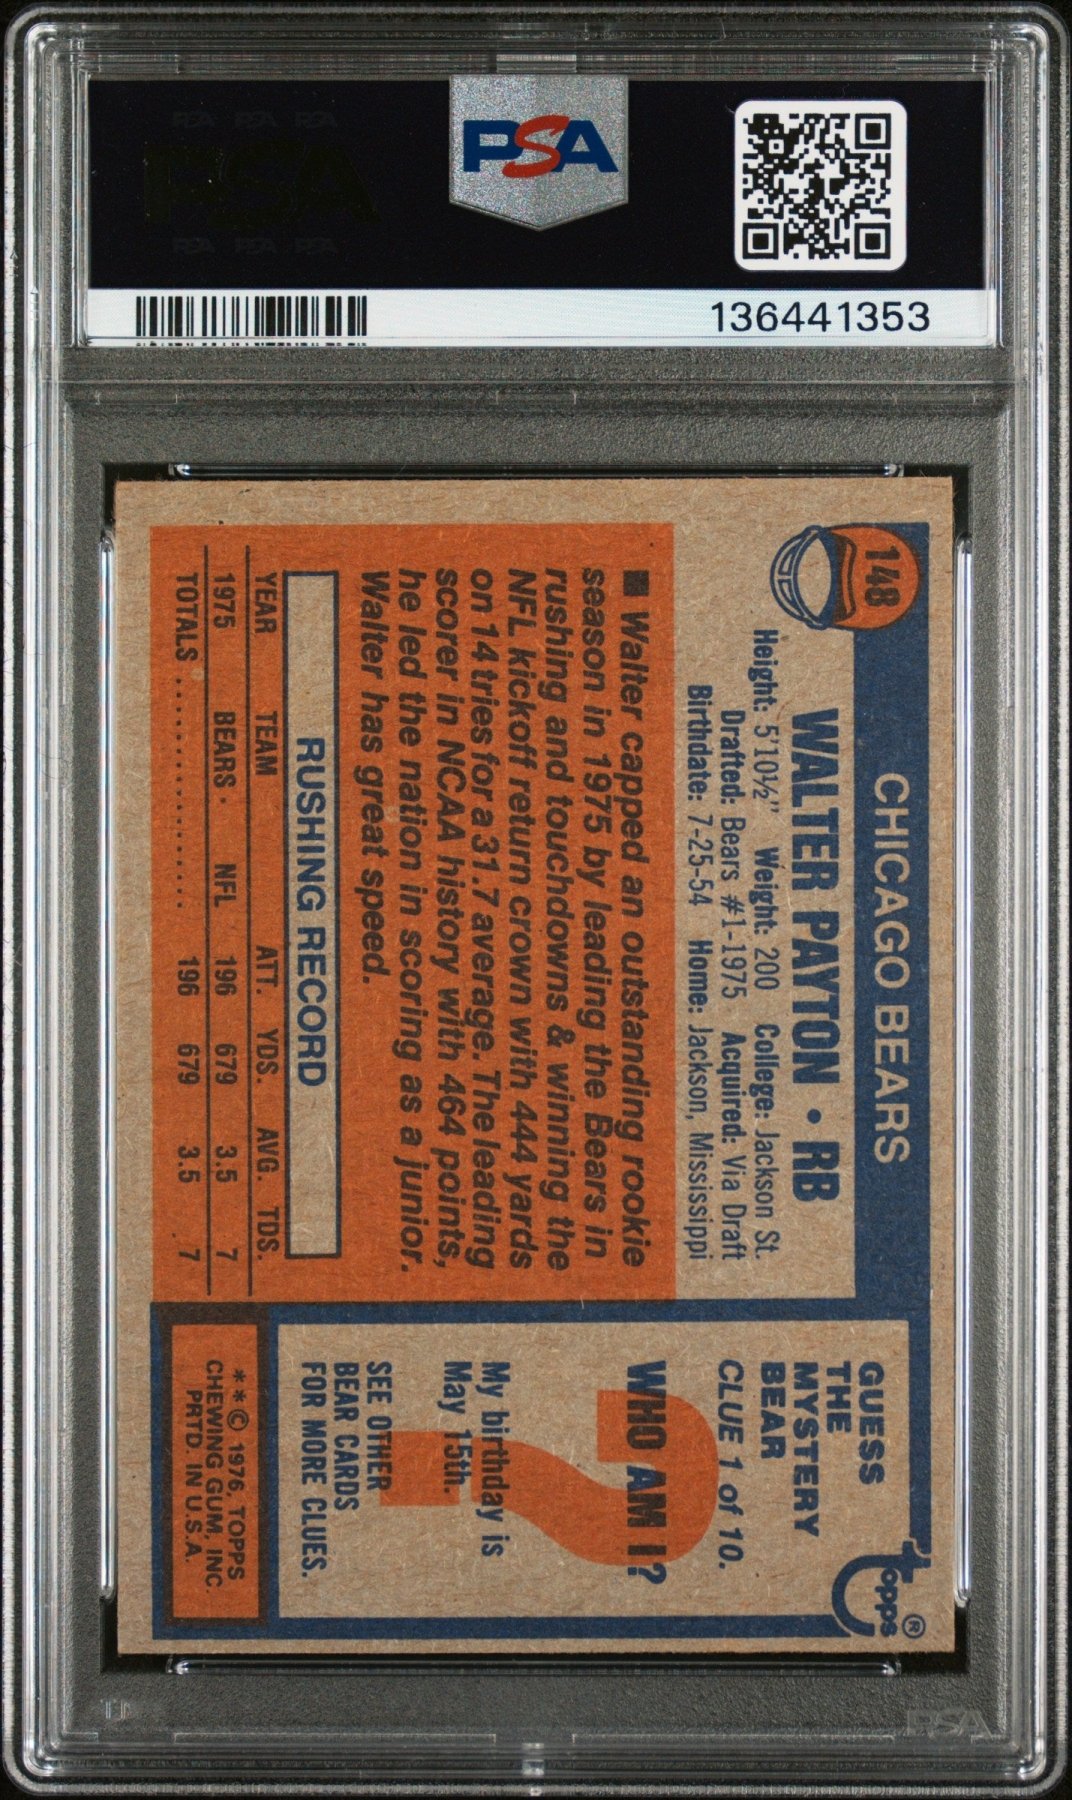 PSA
136441353
148
CHICAGO BEARS
WALTER PAYTON • RB
Height: 5'10½" Weight: 200 College: Jackson St.
Drafted: Bears #1-1975 Acquired: Via Draft
Birthdate: 7-25-54 Home: Jackson, Mississippi
■ Walter capped an outstanding rookie
season in 1975 by leading the Bears in
rushing and touchdowns & winning the
NFL kickoff return crown with 444 yards
on 14 tries for a 31.7 average. The leading
scorer in NCAA history with 464 points,
he led the nation in scoring as a junior.
Walter has great speed.
RUSHING RECORD
YEAR TEAM ATT. YDS. AVG. TDS.
1975 BEARS . NFL 196 679 3.5 7
TOTALS .................. 196 679 3.5 7
Topps®
GUESS
THE
MYSTERY
BEAR
CLUE 1 of 10.
WHO AM I?
My birthday is
May 15th.
SEE OTHER
BEAR CARDS
FOR MORE CLUES.
**© 1976, TOPPS
CHEWING GUM, INC
PRTD. IN U.S.A.
PSA